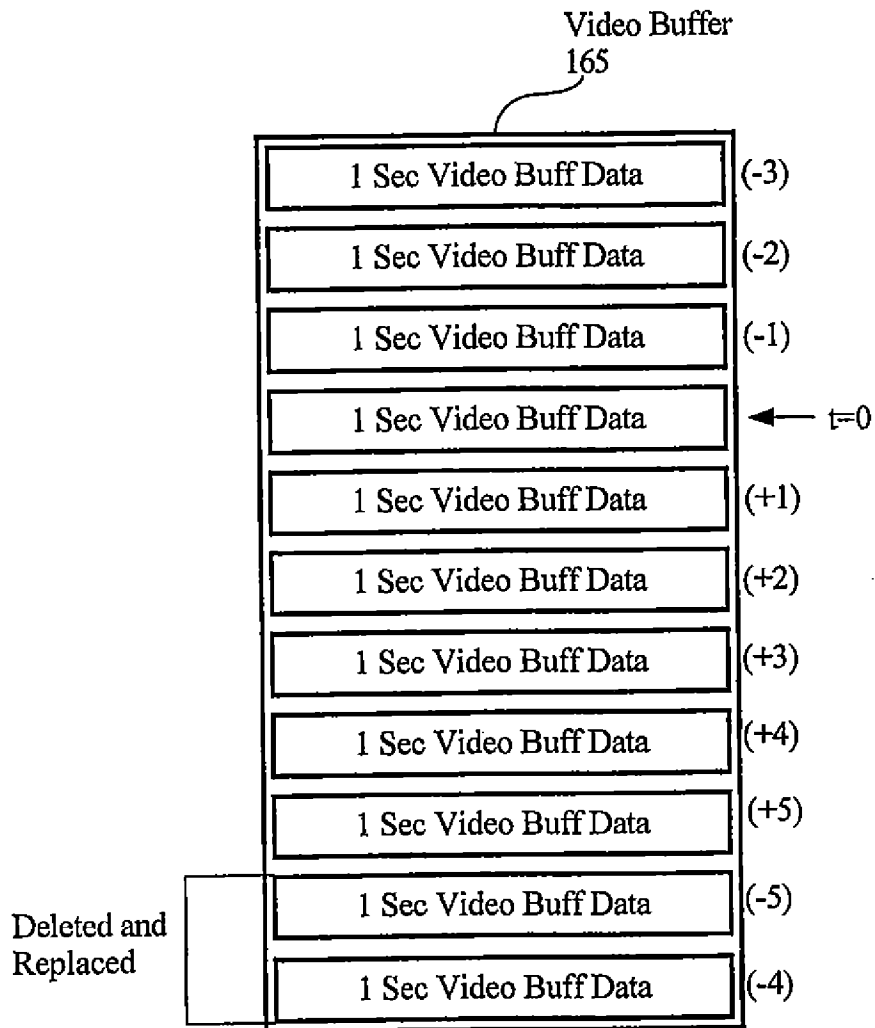 Video Buffer
165
1 Sec Video Buff Data (-3)
1 Sec Video Buff Data (-2)
1 Sec Video Buff Data (-1)
1 Sec Video Buff Data t=0
1 Sec Video Buff Data (+1)
1 Sec Video Buff Data (+2)
1 Sec Video Buff Data (+3)
1 Sec Video Buff Data (+4)
1 Sec Video Buff Data (+5)
1 Sec Video Buff Data (-5)
Deleted and
Replaced
1 Sec Video Buff Data (-4)